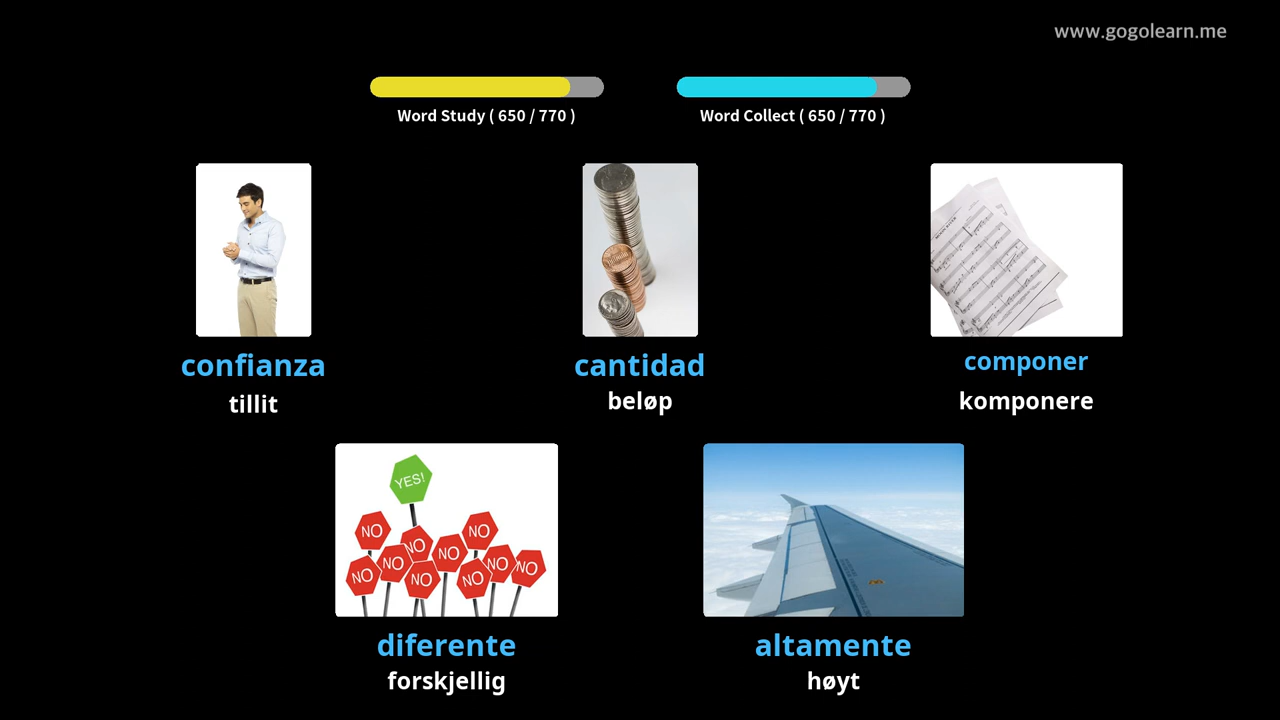 www.gogolearn.me
Word Study ( 650 / 770 )
Word Collect ( 650 / 770 )
confianza
tillit
cantidad
beløp
componer
komponere
YES!
NO
NO
NO
NO
NO
NO
NO
NO
NO
NO
diferente
forskjellig
altamente
høyt